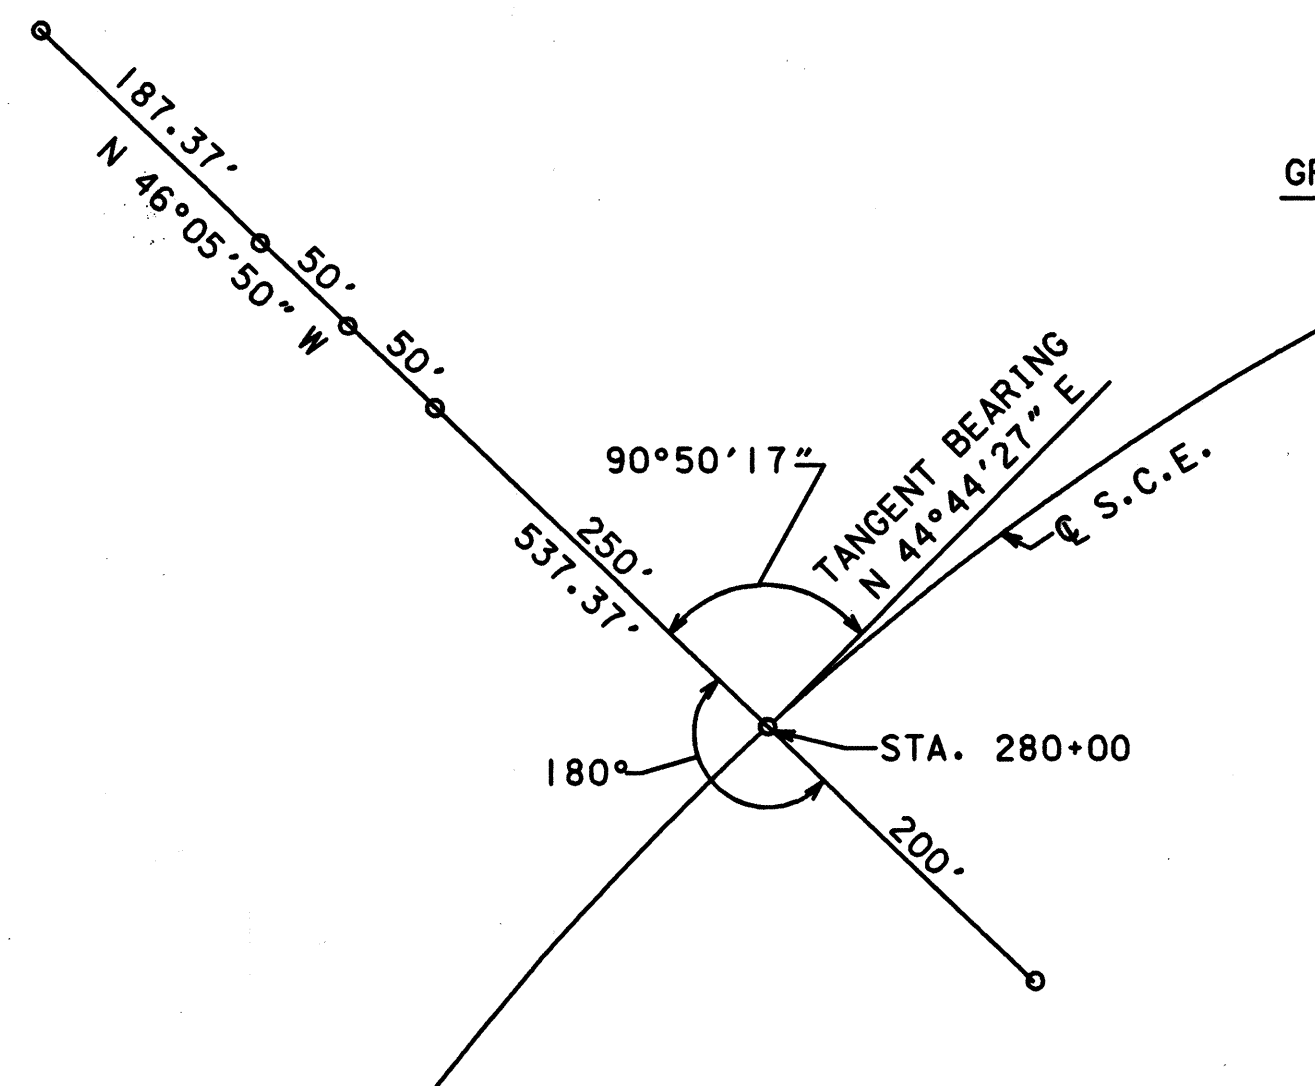 187.37'
N 46°05'50" W
50'
50'
GR
90°50'17"
TANGENT BEARING
N 44°44'27" E
℄ S.C.E.
250'
537.37'
180°
STA. 280+00
200'